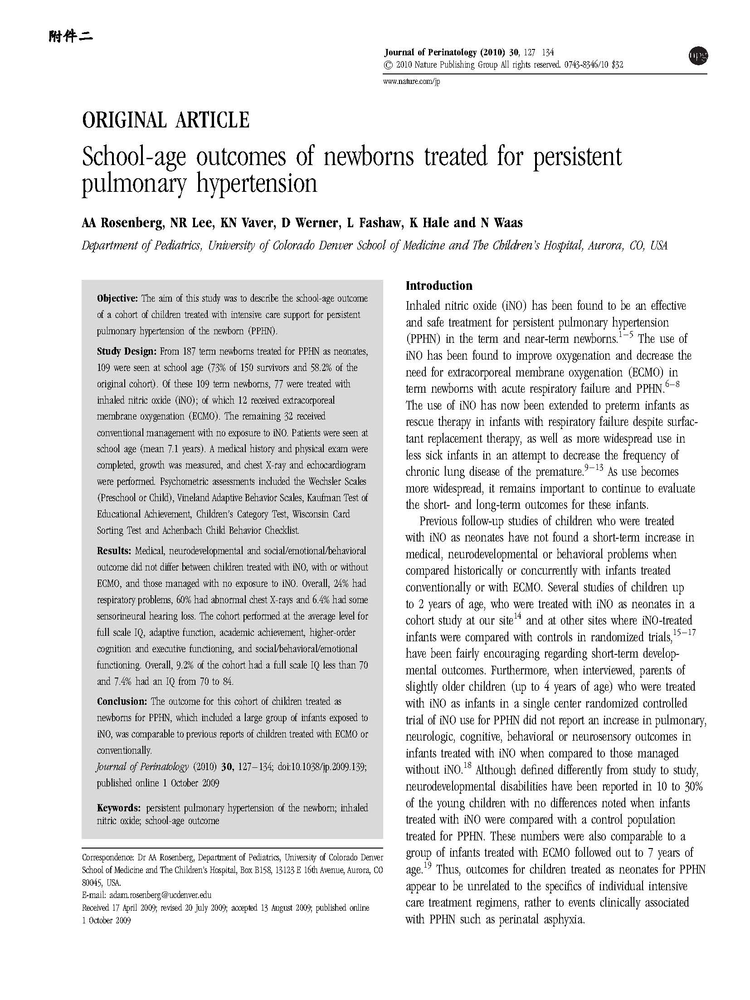 附件二
Journal of Perinatology (2010) 30, 127 134
© 2010 Nature Publishing Group All rights reserved. 0743-8346/10 $32
npg
www.nature.com/jp
ORIGINAL ARTICLE
School-age outcomes of newborns treated for persistent
pulmonary hypertension
AA Rosenberg, NR Lee, KN Vaver, D Werner, L Fashaw, K Hale and N Waas
Department of Pediatrics, University of Colorado Denver School of Medicine and The Children's Hospital, Aurora, CO, USA
Objective: The aim of this study was to describe the school-age outcome
of a cohort of children treated with intensive care support for persistent
pulmonary hypertension of the newborn (PPHN).
Study Design: From 187 term newborns treated for PPHN as neonates,
109 were seen at school age (73% of 150 survivors and 58.2% of the
original cohort). Of these 109 term newborns, 77 were treated with
inhaled nitric oxide (iNO); of which 12 received extracorporeal
membrane oxygenation (ECMO). The remaining 32 received
conventional management with no exposure to iNO. Patients were seen at
school age (mean 7.1 years). A medical history and physical exam were
completed, growth was measured, and chest X-ray and echocardiogram
were performed. Psychometric assessments included the Wechsler Scales
(Preschool or Child), Vineland Adaptive Behavior Scales, Kaufman Test of
Educational Achievement, Children's Category Test, Wisconsin Card
Sorting Test and Achenbach Child Behavior Checklist.
Results: Medical, neurodevelopmental and social/emotional/behavioral
outcome did not differ between children treated with iNO, with or without
ECMO, and those managed with no exposure to iNO. Overall, 24% had
respiratory problems, 60% had abnormal chest X-rays and 6.4% had some
sensorineural hearing loss. The cohort performed at the average level for
full scale IQ, adaptive function, academic achievement, higher-order
cognition and executive functioning, and social/behavioral/emotional
functioning. Overall, 9.2% of the cohort had a full scale IQ less than 70
and 7.4% had an IQ from 70 to 84.
Conclusion: The outcome for this cohort of children treated as
newborns for PPHN, which included a large group of infants exposed to
iNO, was comparable to previous reports of children treated with ECMO or
conventionally.
Journal of Perinatology (2010) 30, 127–134; doi:10.1038/jp.2009.139;
published online 1 October 2009
Keywords: persistent pulmonary hypertension of the newborn; inhaled
nitric oxide; school-age outcome
Correspondence: Dr AA Rosenberg, Department of Pediatrics, University of Colorado Denver
School of Medicine and The Children's Hospital, Box B158, 13123 E 16th Avenue, Aurora, CO
80045, USA.
E-mail: adam.rosenberg@ucdenver.edu
Received 17 April 2009; revised 20 July 2009; accepted 13 August 2009; published online
1 October 2009
Introduction
Inhaled nitric oxide (iNO) has been found to be an effective
and safe treatment for persistent pulmonary hypertension
(PPHN) in the term and near-term newborns.1–5 The use of
iNO has been found to improve oxygenation and decrease the
need for extracorporeal membrane oxygenation (ECMO) in
term newborns with acute respiratory failure and PPHN.6–8
The use of iNO has now been extended to preterm infants as
rescue therapy in infants with respiratory failure despite surfac-
tant replacement therapy, as well as more widespread use in
less sick infants in an attempt to decrease the frequency of
chronic lung disease of the premature.9–13 As use becomes
more widespread, it remains important to continue to evaluate
the short- and long-term outcomes for these infants.
Previous follow-up studies of children who were treated
with iNO as neonates have not found a short-term increase in
medical, neurodevelopmental or behavioral problems when
compared historically or concurrently with infants treated
conventionally or with ECMO. Several studies of children up
to 2 years of age, who were treated with iNO as neonates in a
cohort study at our site14 and at other sites where iNO-treated
infants were compared with controls in randomized trials,15–17
have been fairly encouraging regarding short-term develop-
mental outcomes. Furthermore, when interviewed, parents of
slightly older children (up to 4 years of age) who were treated
with iNO as infants in a single center randomized controlled
trial of iNO use for PPHN did not report an increase in pulmonary,
neurologic, cognitive, behavioral or neurosensory outcomes in
infants treated with iNO when compared to those managed
without iNO.18 Although defined differently from study to study,
neurodevelopmental disabilities have been reported in 10 to 30%
of the young children with no differences noted when infants
treated with iNO were compared with a control population
treated for PPHN. These numbers were also comparable to a
group of infants treated with ECMO followed out to 7 years of
age.19 Thus, outcomes for children treated as neonates for PPHN
appear to be unrelated to the specifics of individual intensive
care treatment regimens, rather to events clinically associated
with PPHN such as perinatal asphyxia.